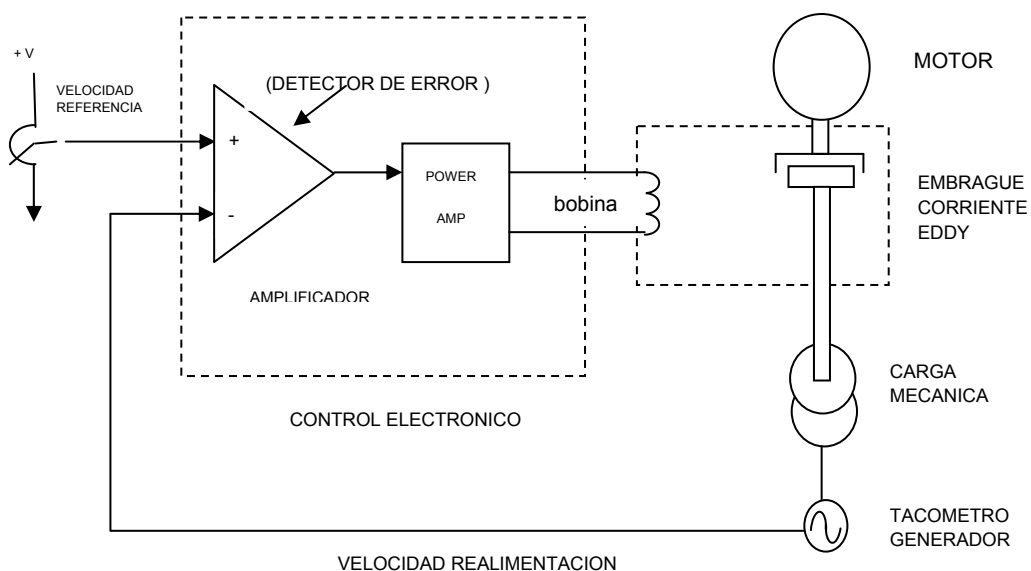 + V
VELOCIDAD
REFERENCIA
(DETECTOR DE ERROR )
+
-
AMPLIFICADOR
POWER
AMP
bobina
CONTROL ELECTRONICO
MOTOR
EMBRAGUE
CORRIENTE
EDDY
CARGA
MECANICA
TACOMETRO
GENERADOR
VELOCIDAD REALIMENTACION